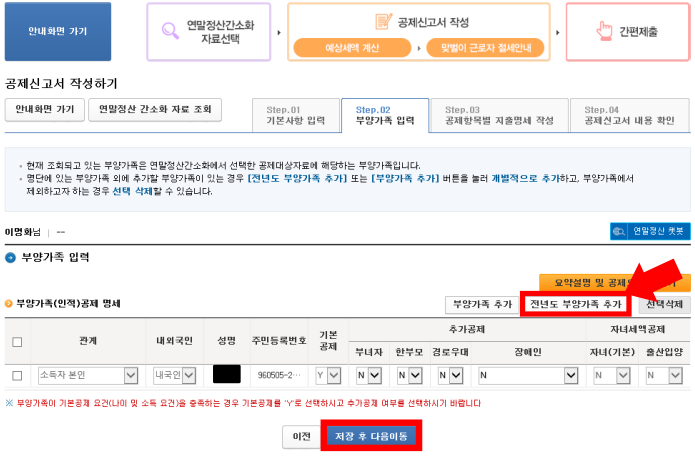 안내화면 가기
연말정산간소화
자료선택
공제신고서 작성
예상세액 계산
맞벌이 근로자 절세안내
간편제출
공제신고서 작성하기
안내화면 가기
연말정산 간소화 자료 조회
Step.01
기본사항 입력
Step.02
부양가족 입력
Step.03
공제항목별 지출명세 작성
Step.04
공제신고서 내용 확인
현재 조회되고 있는 부양가족은 연말정산간소화에서 선택한 공제대상자료에 해당하는 부양가족입니다.
명단에 있는 부양가족 외에 추가할 부양가족이 있는 경우 [전년도 부양가족 추가] 또는 [부양가족 추가] 버튼을 눌러 개별적으로 추가하고, 부양가족에서
제외하고자 하는 경우 선택 삭제할 수 있습니다.
이명화님 | --
연말정산 챗봇
부양가족 입력
요약설명 및 공제
부양가족(인적)공제 명세
부양가족 추가
전년도 부양가족 추가
선택삭제
관계
내외국민
성명
주민등록번호
기본
공제
추가공제
자녀세액공제
부녀자
한부모
경로우대
장애인
자녀(기본)
출산입양
소득자 본인
내국인
960505-2···
Y
N
N
N
N
N
N
※ 부양가족이 기본공제 요건(나이 및 소득 요건)을 충족하는 경우 기본공제를 'Y'로 선택하시고 추가공제 여부를 선택하시기 바랍니다
이전
저장 후 다음이동